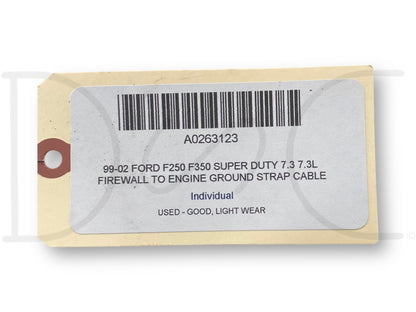 A0263123
99-02 FORD F250 F350 SUPER DUTY 7.3 7.3L
FIREWALL TO ENGINE GROUND STRAP CABLE
Individual
USED - GOOD, LIGHT WEAR